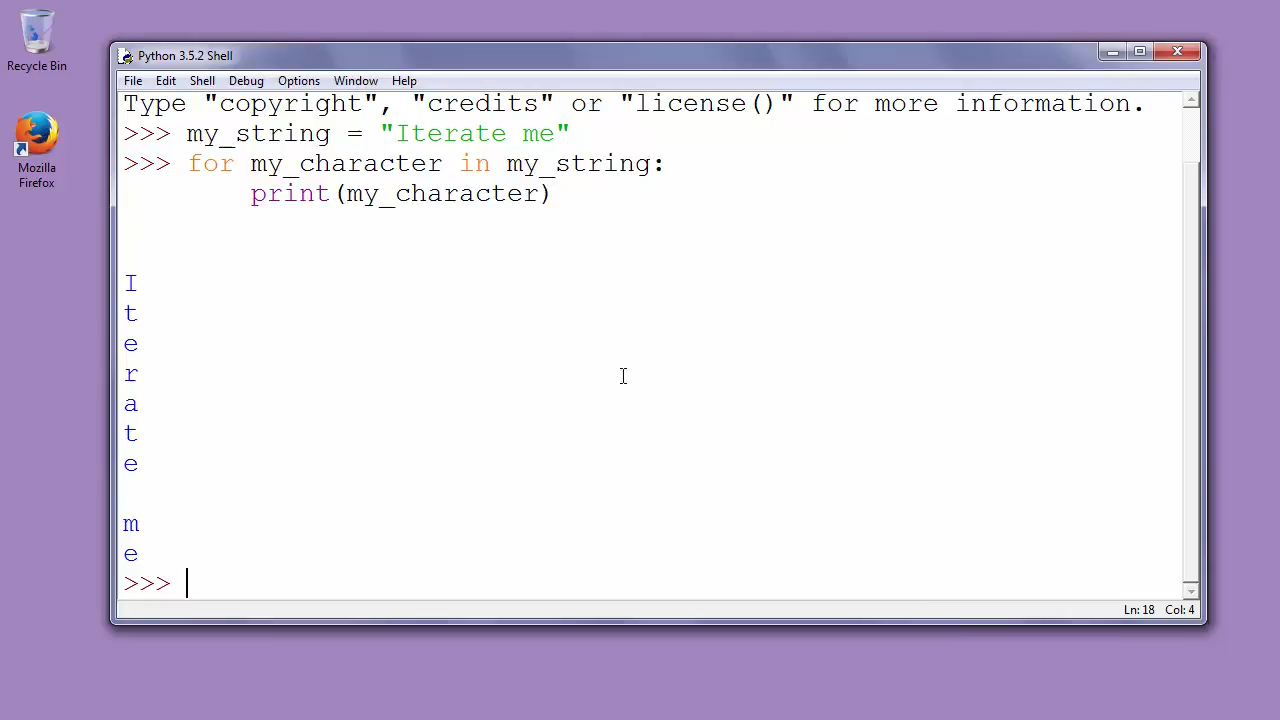 Recycle Bin
Mozilla
Firefox
Python 3.5.2 Shell
File Edit Shell Debug Options Window Help
Type "copyright", "credits" or "license()" for more information.
>>> my_string = "Iterate me"
>>> for my_character in my_string:
        print(my_character)
I
t
e
r
a
t
e
m
e
>>>
Ln: 18 Col: 4